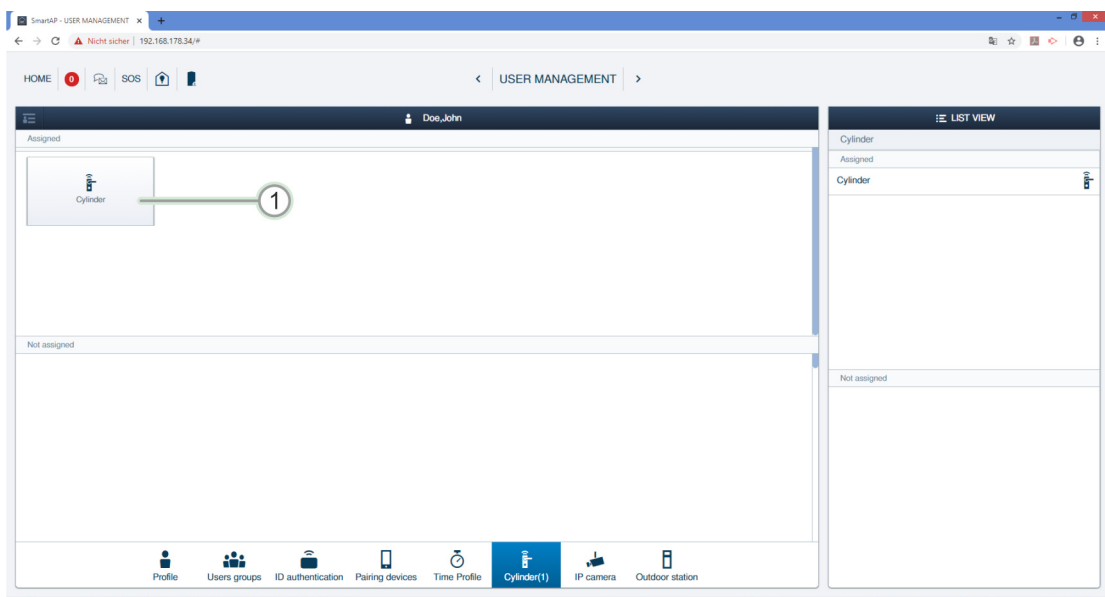 SmartAP - USER MANAGEMENT
Nicht sicher | 192.168.178.34/#
HOME 0 SOS < USER MANAGEMENT >
Doe,John
Assigned
Cylinder
1
Not assigned
Profile Users groups ID authentication Pairing devices Time Profile Cylinder(1) IP camera Outdoor station
LIST VIEW
Cylinder
Assigned
Cylinder
Not assigned